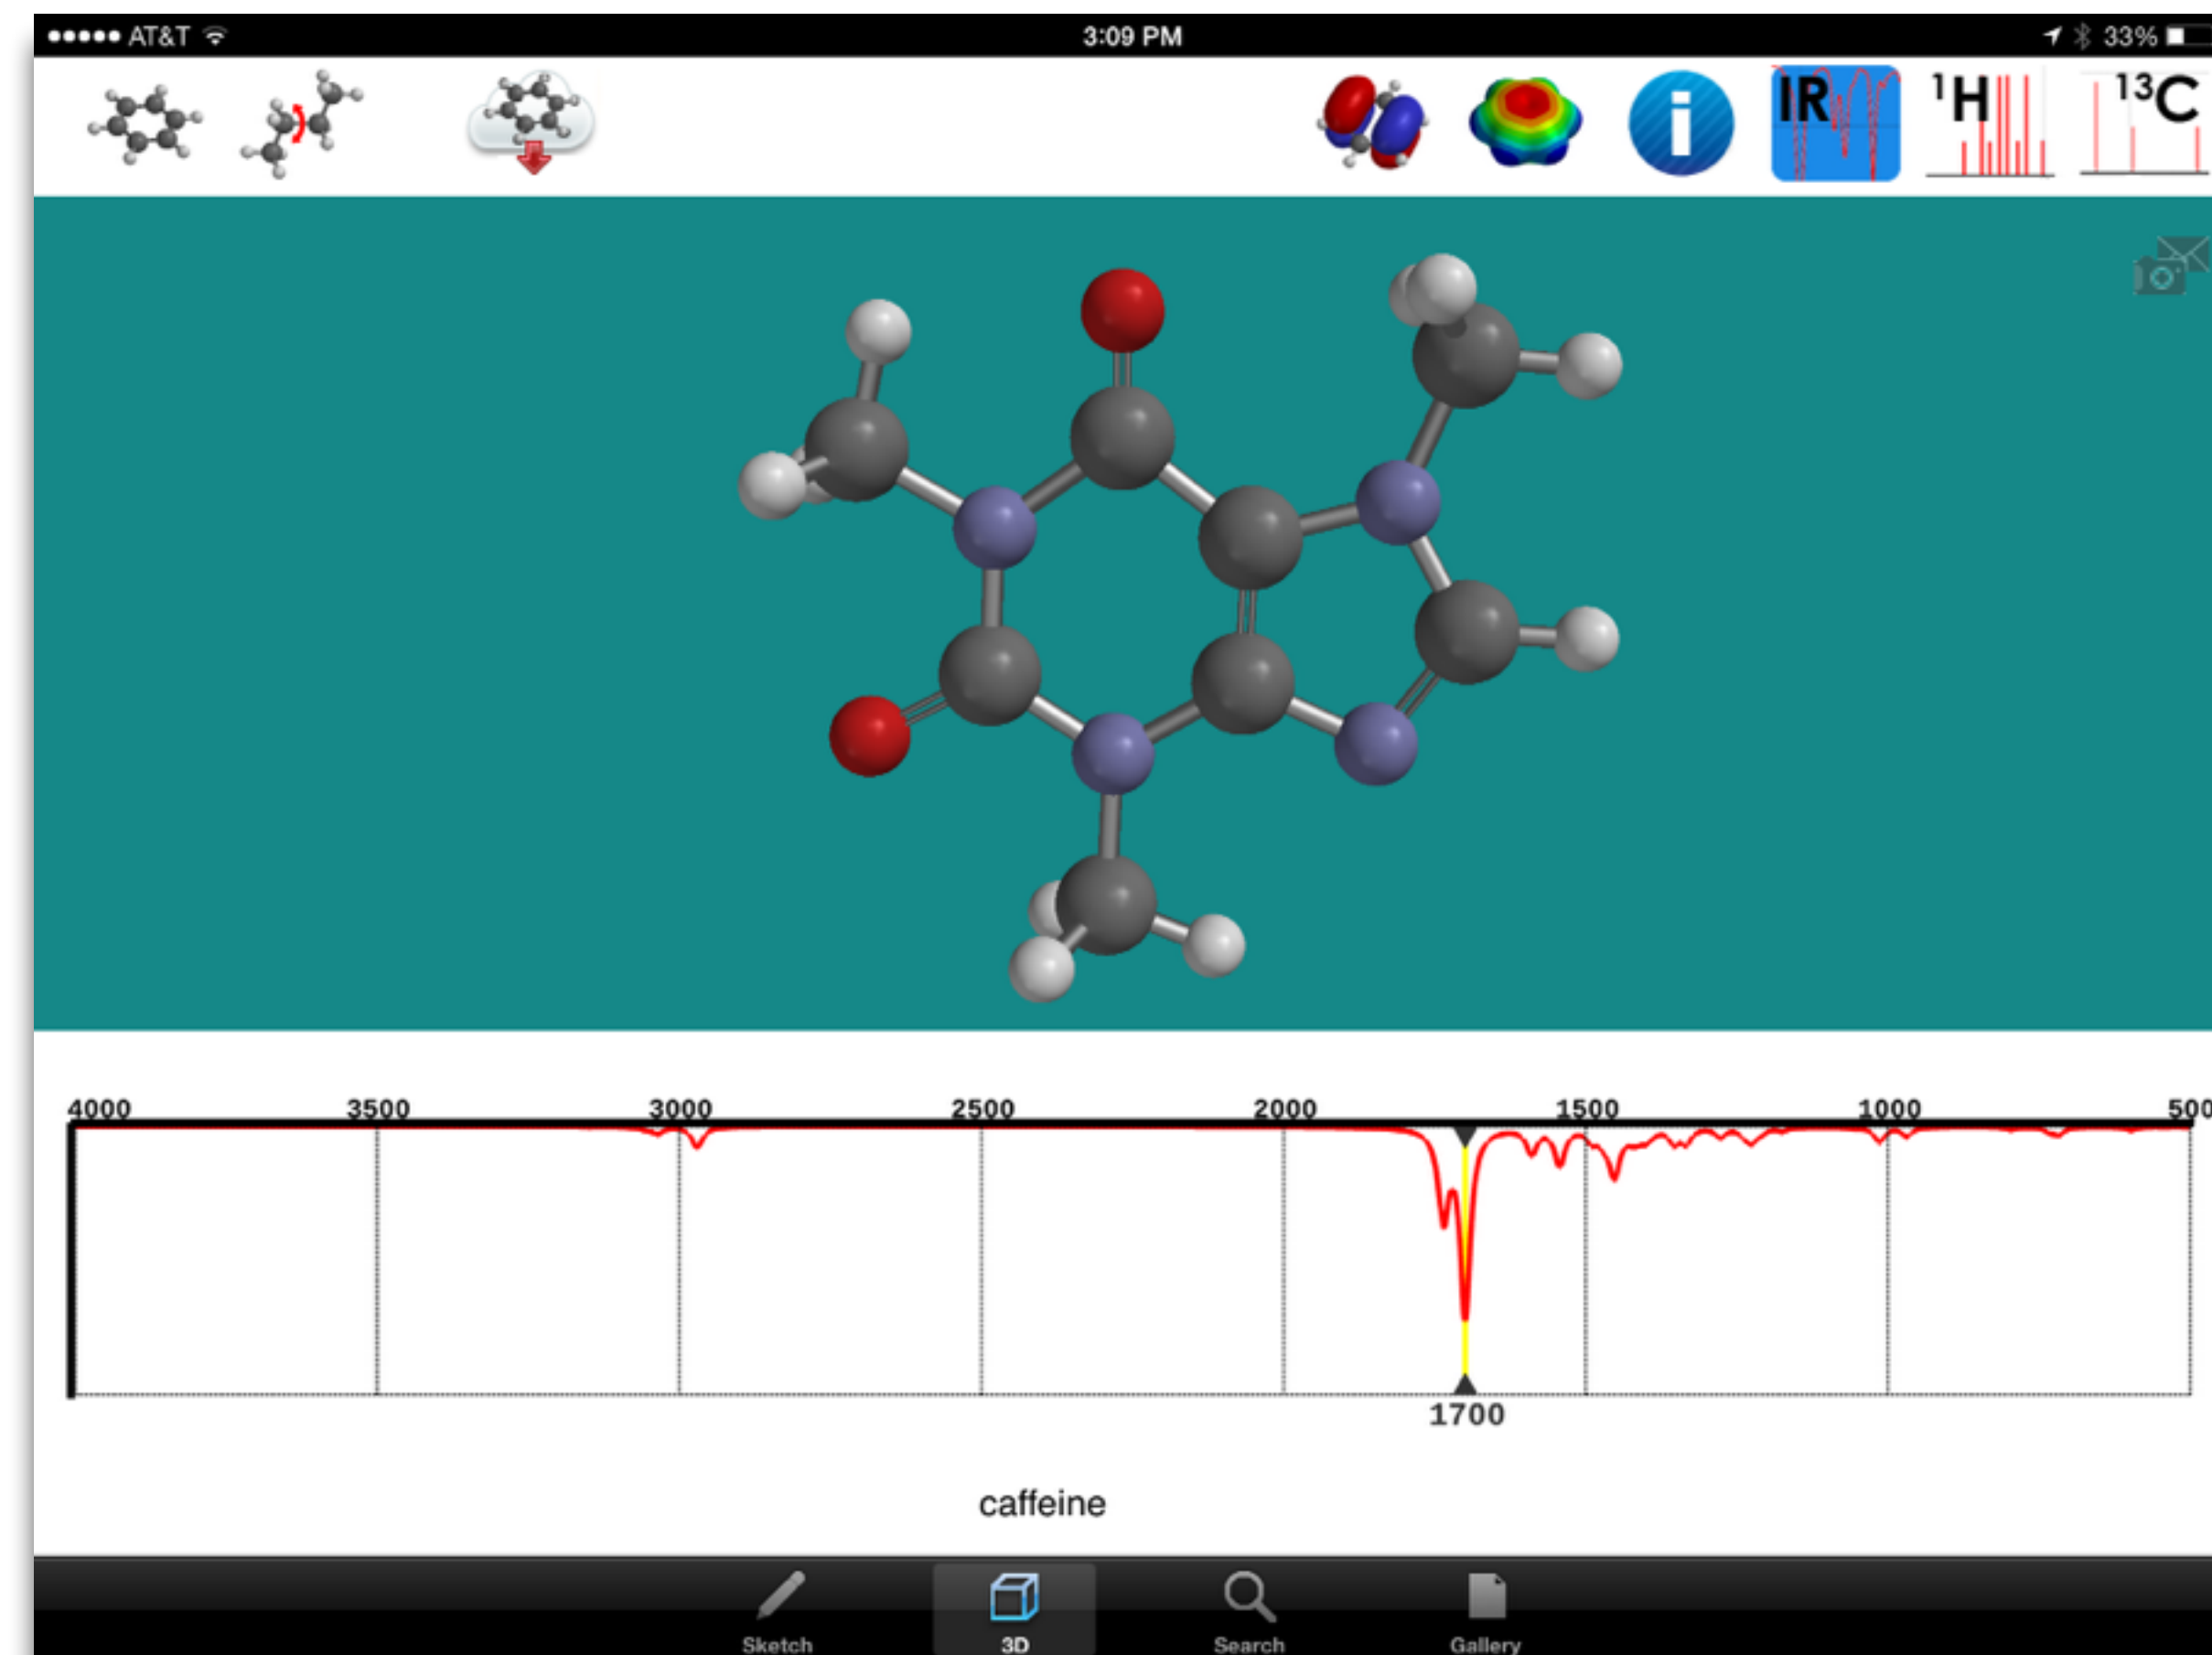 ●●●●● AT&T 3:09 PM 33%
i IR ¹H ¹³C
4000 3500 3000 2500 2000 1500 1000 500
1700
caffeine
Sketch 3D Search Gallery